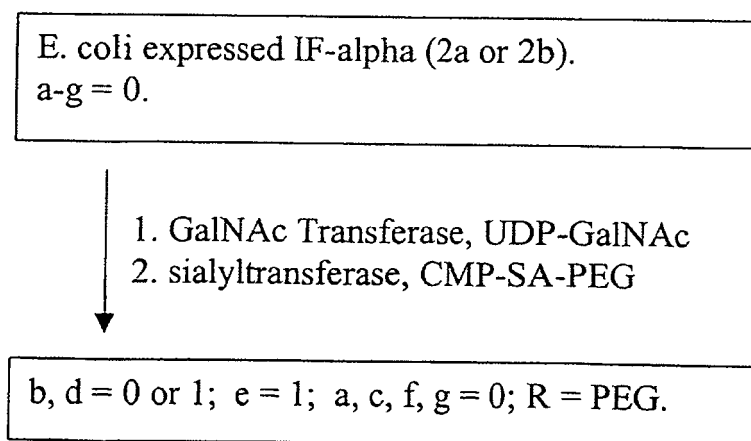 E. coli expressed IF-alpha (2a or 2b).
a-g = 0.
1. GalNAc Transferase, UDP-GalNAc
2. sialyltransferase, CMP-SA-PEG
b, d = 0 or 1; e = 1; a, c, f, g = 0; R = PEG.